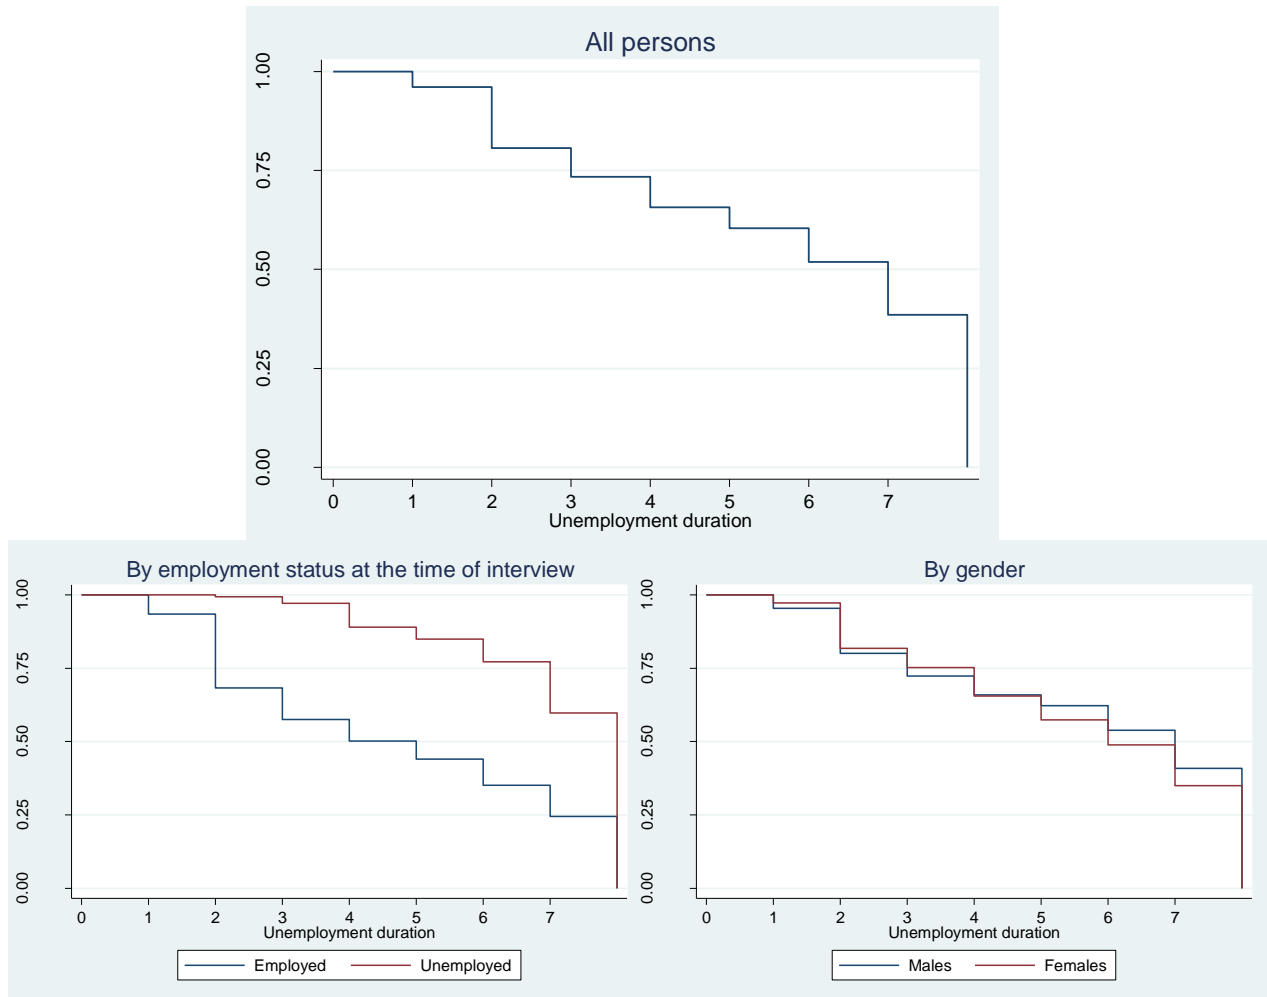 All persons
1.00
0.75
0.50
0.25
0.00
0 1 2 3 4 5 6 7
Unemployment duration
By employment status at the time of interview
1.00
0.75
0.50
0.25
0.00
0 1 2 3 4 5 6 7
Unemployment duration
Employed Unemployed
By gender
1.00
0.75
0.50
0.25
0.00
0 1 2 3 4 5 6 7
Unemployment duration
Males Females